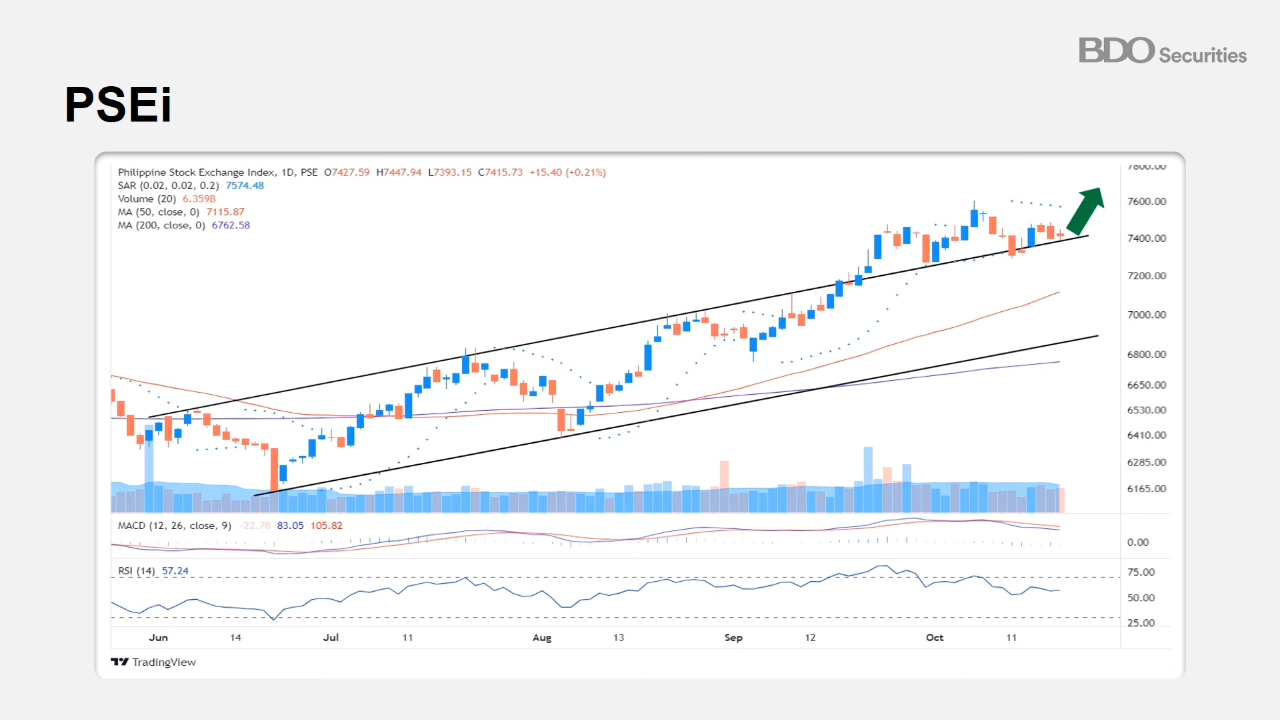 BDO Securities
PSEi
Philippine Stock Exchange Index, 1D, PSE O7427.59 H7447.94 L7393.15 C7415.73 +15.40 (+0.21%)
SAR (0.02, 0.02, 0.2) 7574.48
Volume (20) 6.359B
MA (50, close, 0) 7115.87
MA (200, close, 0) 6762.58
7800.00
7600.00
7400.00
7200.00
7000.00
6800.00
6650.00
6530.00
6410.00
6285.00
6165.00
MACD (12, 26, close, 9) -22.78 83.05 105.82
0.00
RSI (14) 57.24
75.00
50.00
25.00
Jun 14 Jul 11 Aug 13 Sep 12 Oct 11
TradingView